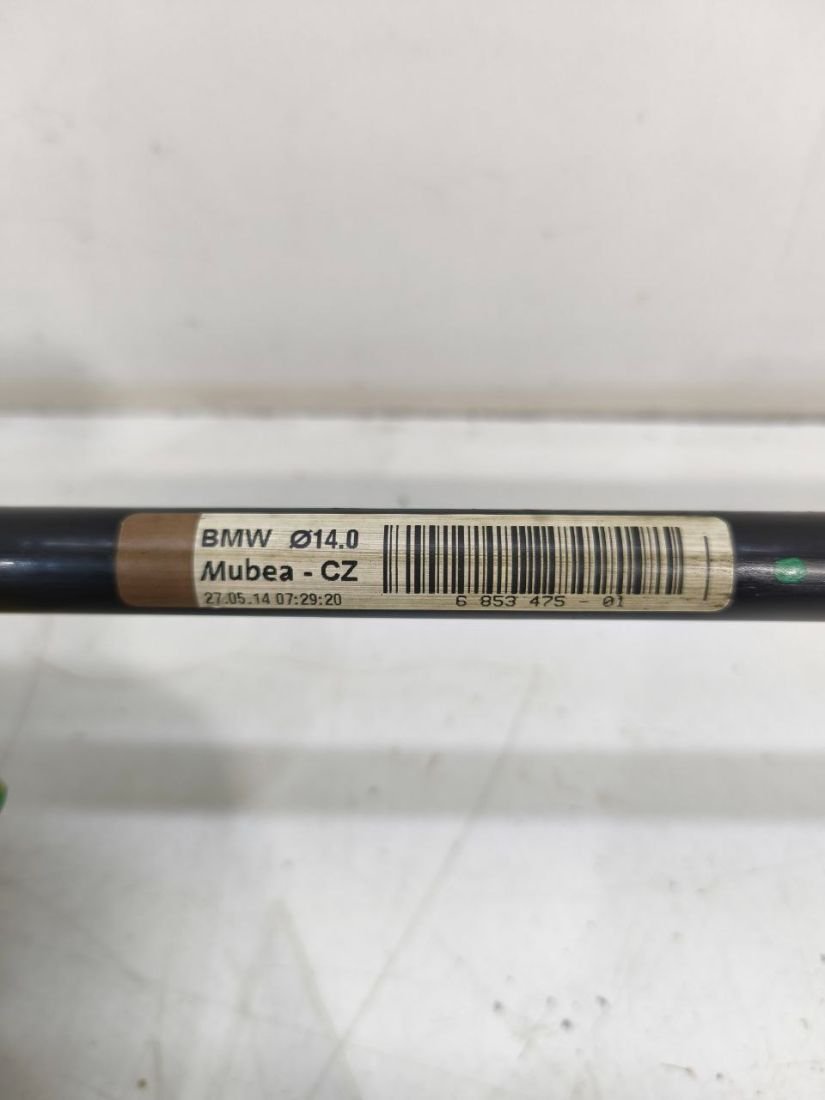 BMW Ø14.0
Mubea - CZ
27.05.14 07:29:20
6 853 475 - 01